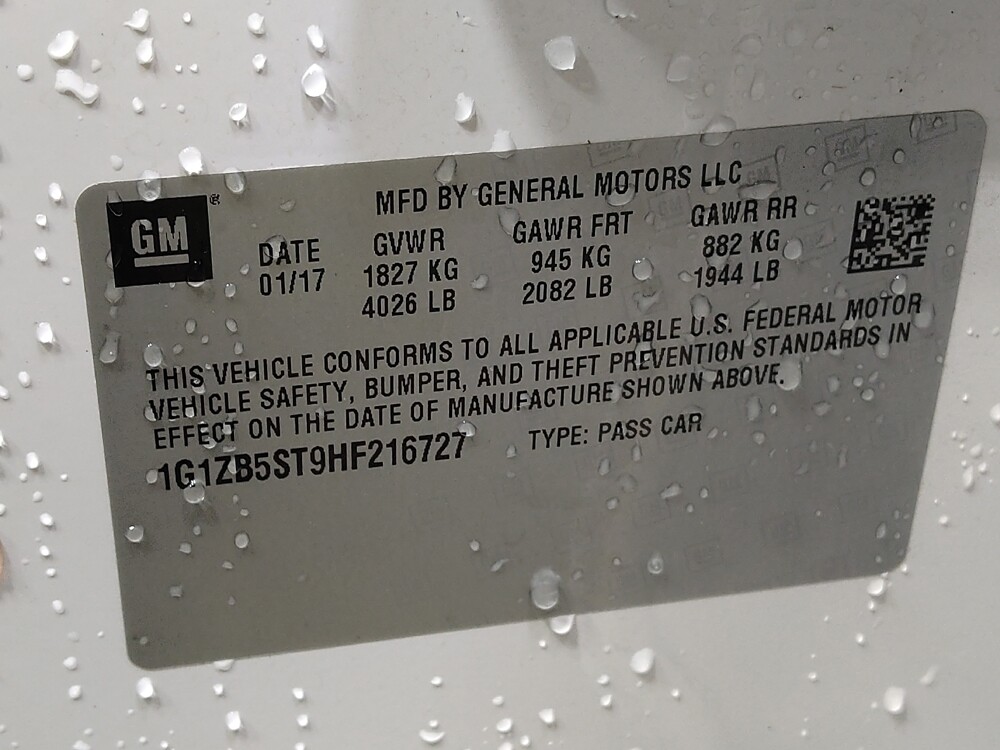 GM ®
MFD BY GENERAL MOTORS LLC
DATE GVWR GAWR FRT GAWR RR
01/17 1827 KG 945 KG 882 KG
4026 LB 2082 LB 1944 LB
THIS VEHICLE CONFORMS TO ALL APPLICABLE U.S. FEDERAL MOTOR
VEHICLE SAFETY, BUMPER, AND THEFT PREVENTION STANDARDS IN
EFFECT ON THE DATE OF MANUFACTURE SHOWN ABOVE.
1G1ZB5ST9HF216727 TYPE: PASS CAR